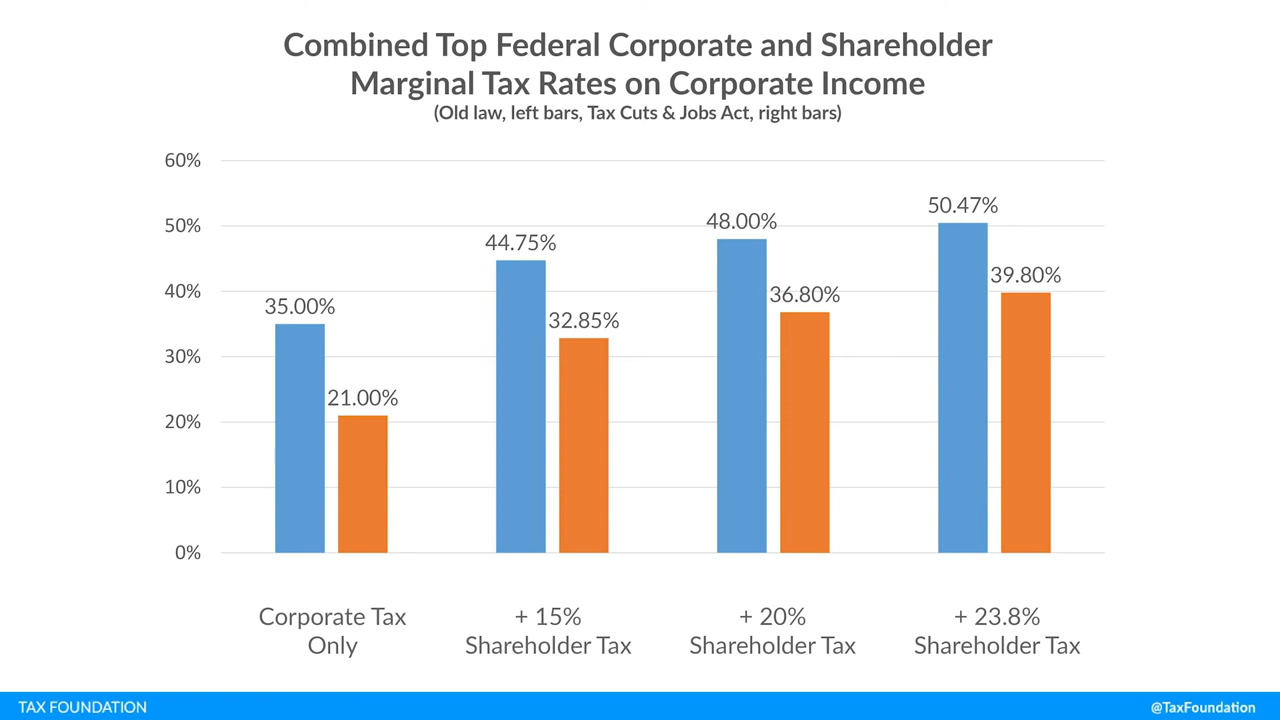 Combined Top Federal Corporate and Shareholder
Marginal Tax Rates on Corporate Income
(Old law, left bars, Tax Cuts & Jobs Act, right bars)
60%
50%
40%
30%
20%
10%
0%
35.00%
21.00%
44.75%
32.85%
48.00%
36.80%
50.47%
39.80%
Corporate Tax
Only
+ 15%
Shareholder Tax
+ 20%
Shareholder Tax
+ 23.8%
Shareholder Tax
TAX FOUNDATION
@TaxFoundation